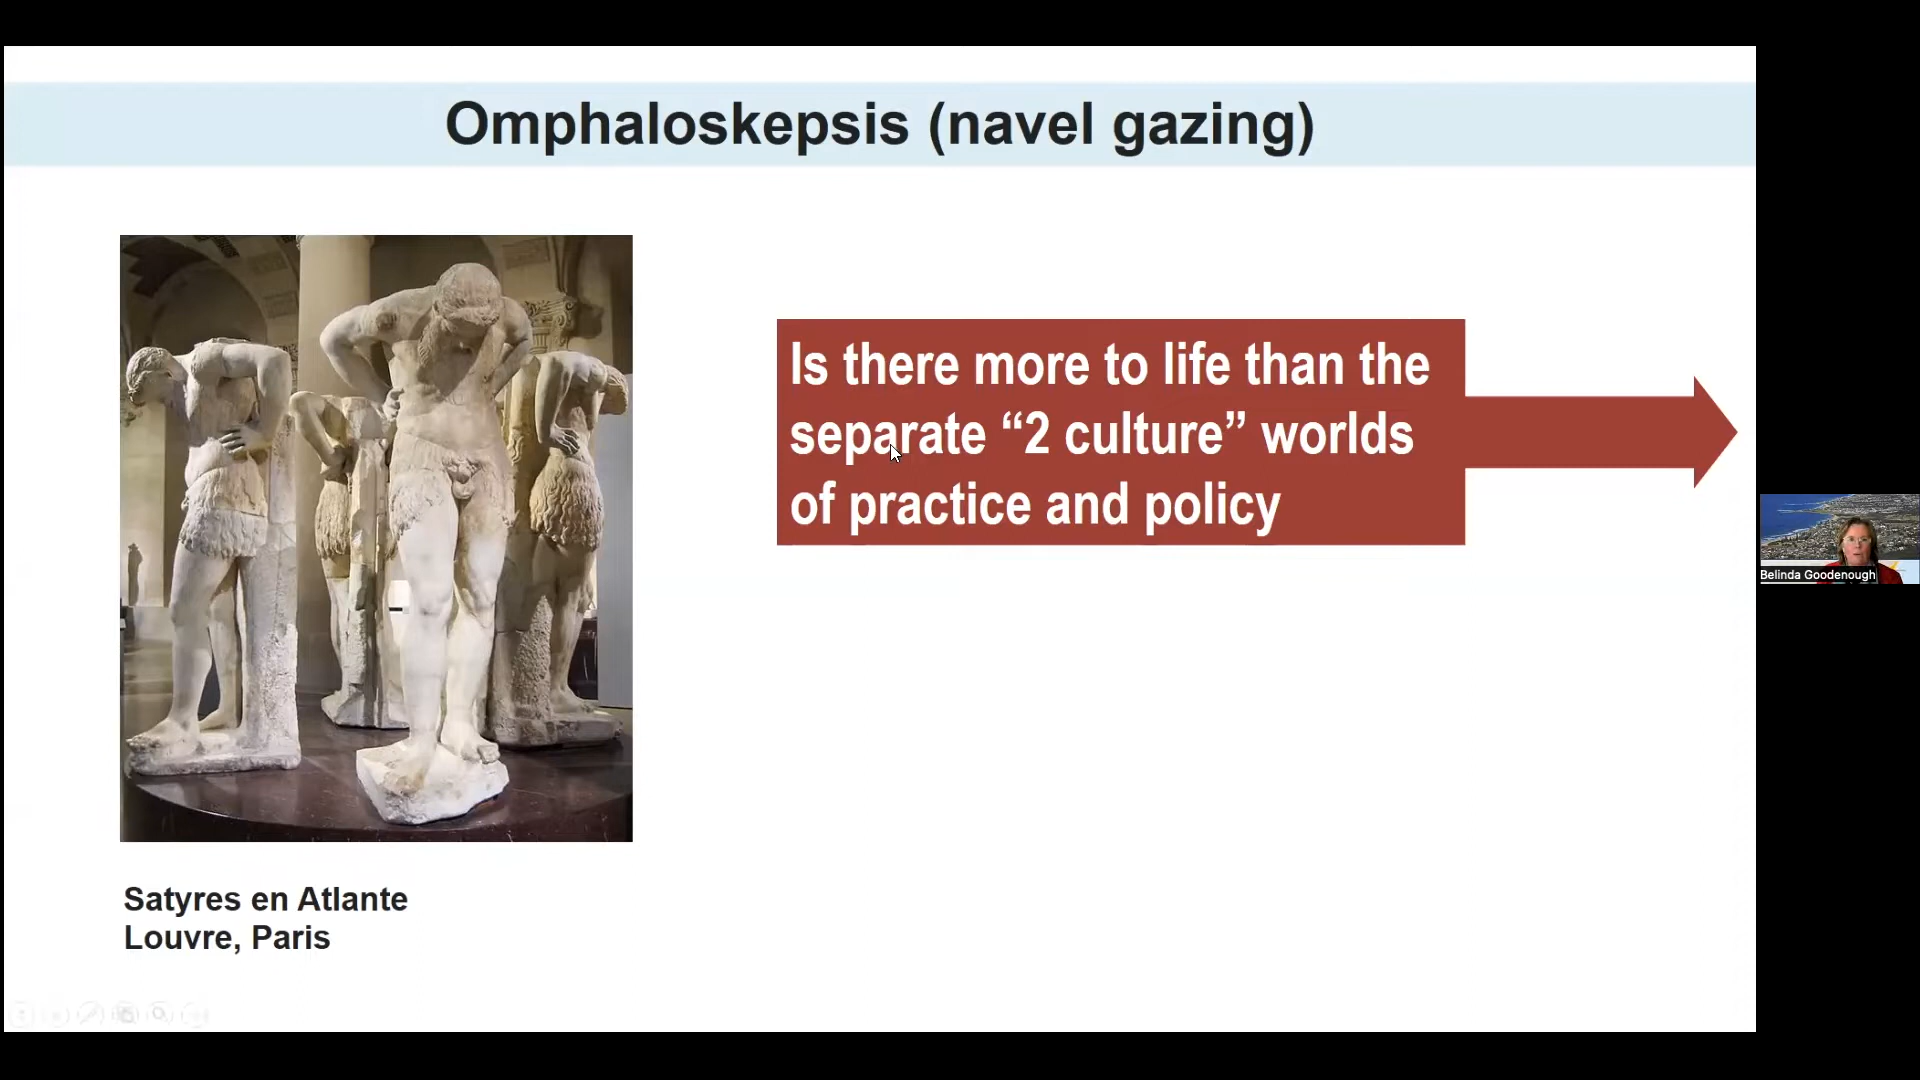 Omphaloskepsis (navel gazing)
Is there more to life than the
separate “2 culture” worlds
of practice and policy
Belinda Goodenough
Satyres en Atlante
Louvre, Paris